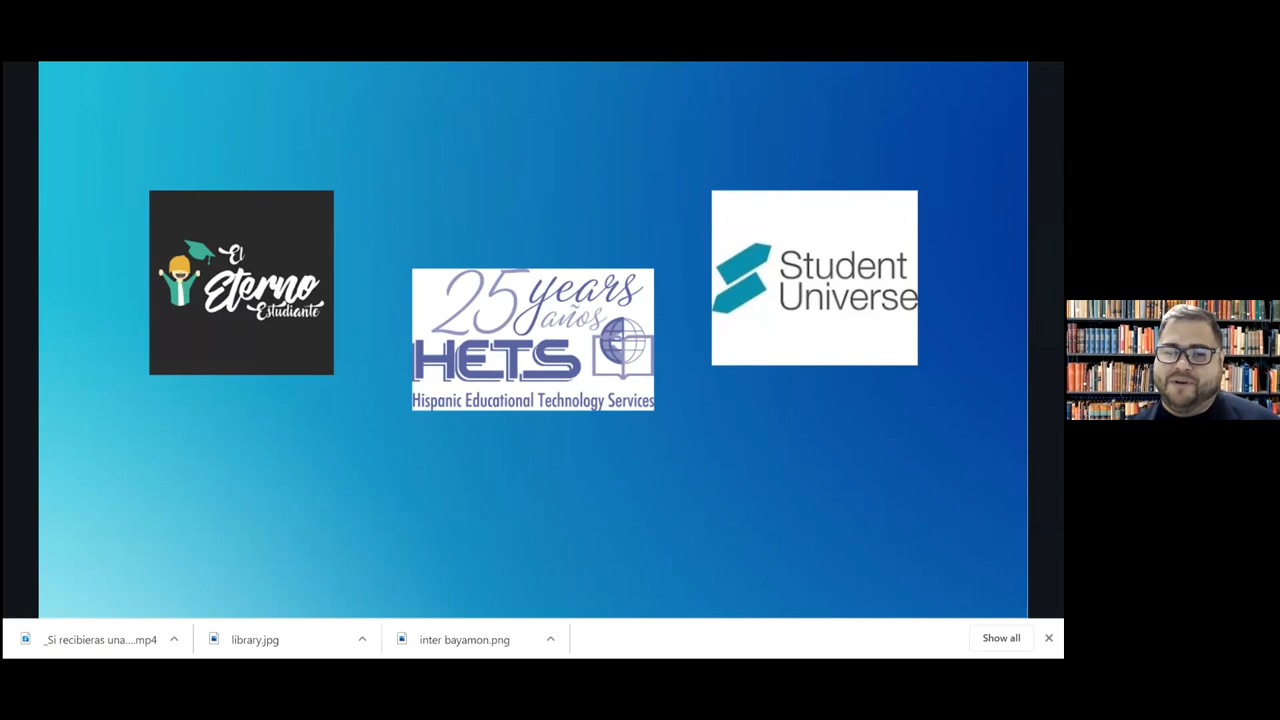 El
Eterno
Estudiante
25 years
años
HETS
Hispanic Educational Technology Services
Student
Universe
_Si recibieras una....mp4
library.jpg
inter bayamon.png
Show all